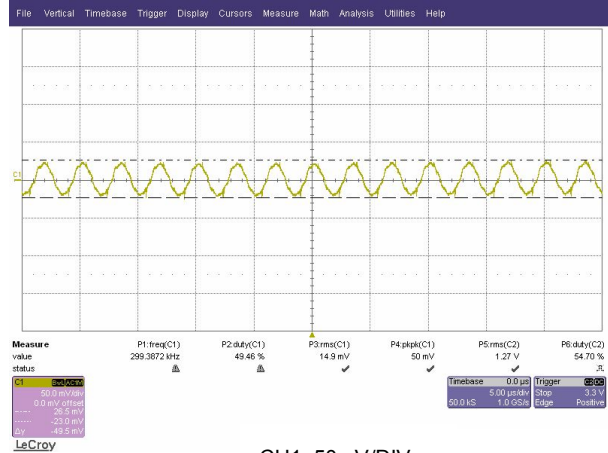 File Vertical Timebase Trigger Display Cursors Measure Math Analysis Utilities Help
C1
Measure P1:freq(C1) P2:duty(C1) P3:rms(C1) P4:pkpk(C1) P5:rms(C2) P6:duty(C2)
value 299.3872 kHz 49.46 % 14.9 mV 50 mV 1.27 V 54.70 %
status
C1 BwL AC1M
50.0 mV/div
0.0 mV offset
26.5 mV
-23.0 mV
Δy -49.5 mV
Timebase 0.0 µs
5.00 µs/div
50.0 kS 1.0 GS/s
Trigger C2 DC
Stop 3.3 V
Edge Positive
LeCroy